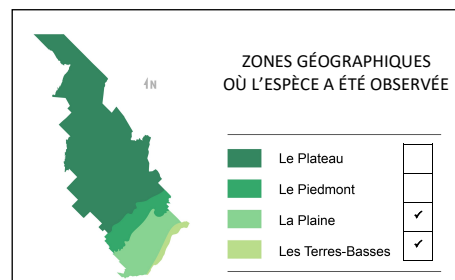 ZONES GÉOGRAPHIQUES
OÙ L'ESPÈCE A ÉTÉ OBSERVÉE
N
Le Plateau
Le Piedmont
La Plaine ✓
Les Terres-Basses ✓